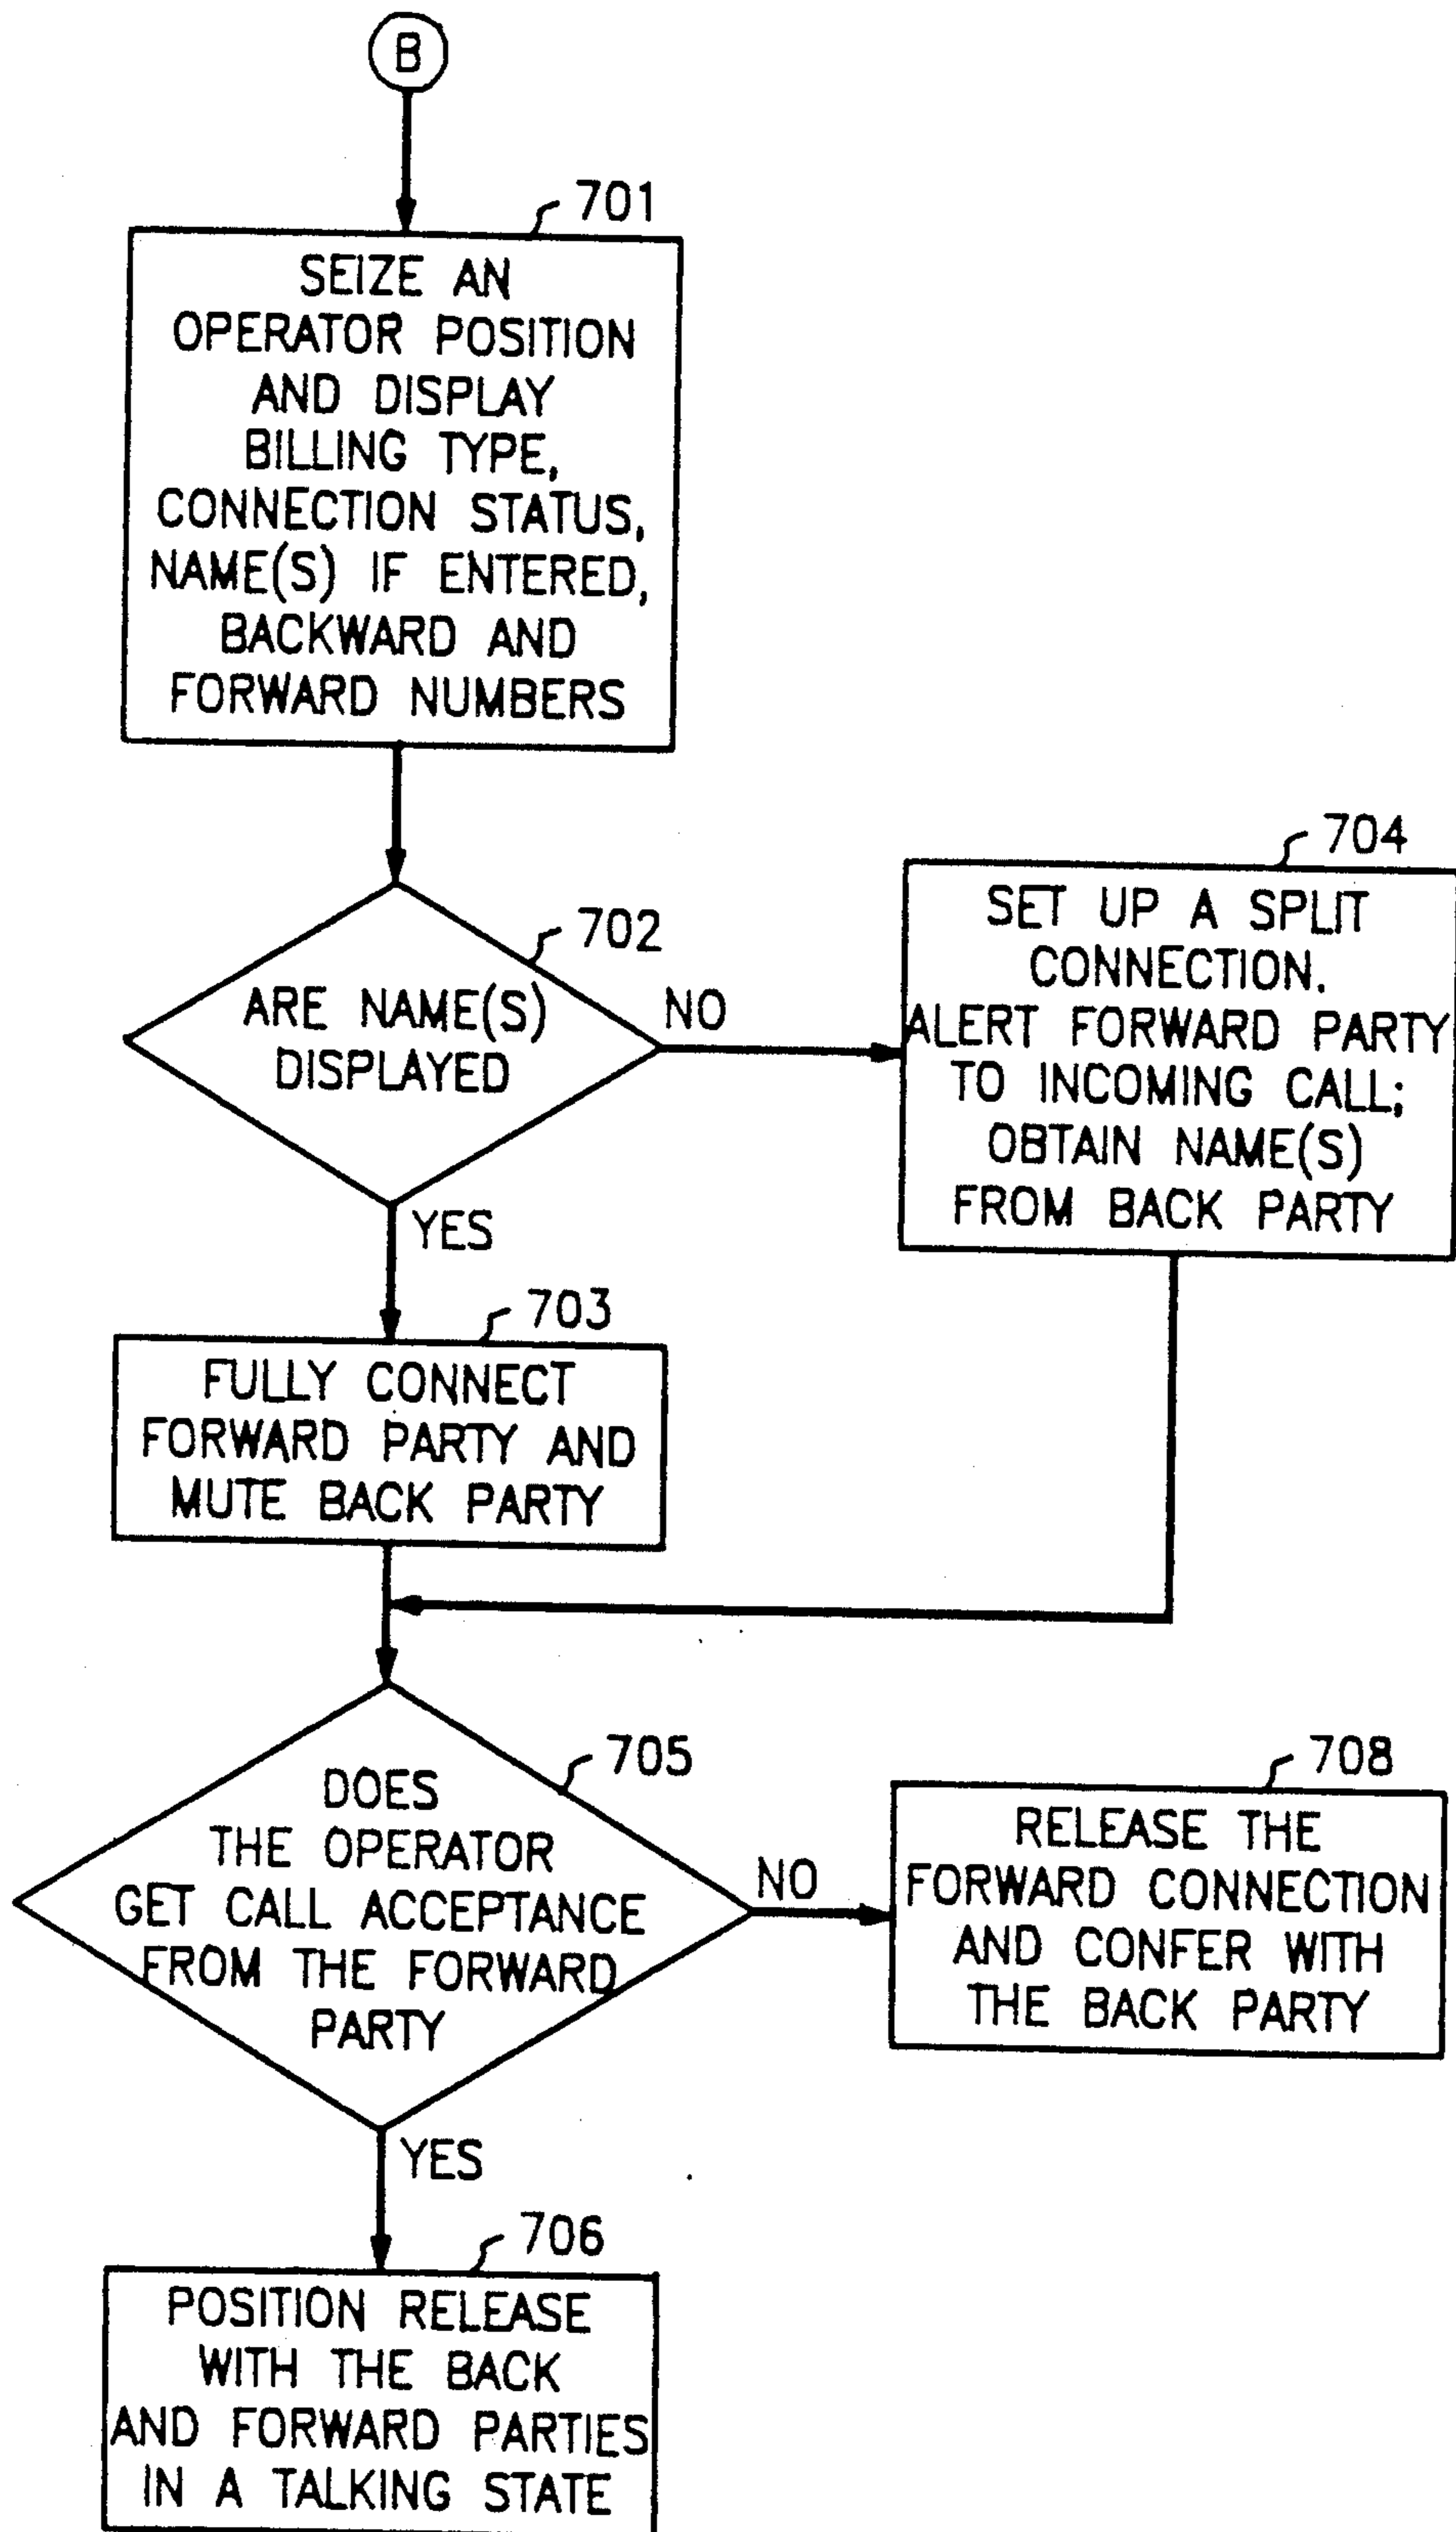 B
701
SEIZE AN
OPERATOR POSITION
AND DISPLAY
BILLING TYPE,
CONNECTION STATUS,
NAME(S) IF ENTERED,
BACKWARD AND
FORWARD NUMBERS
702
ARE NAME(S)
DISPLAYED
NO
YES
704
SET UP A SPLIT
CONNECTION.
ALERT FORWARD PARTY
TO INCOMING CALL;
OBTAIN NAME(S)
FROM BACK PARTY
703
FULLY CONNECT
FORWARD PARTY AND
MUTE BACK PARTY
705
DOES
THE OPERATOR
GET CALL ACCEPTANCE
FROM THE FORWARD
PARTY
NO
YES
708
RELEASE THE
FORWARD CONNECTION
AND CONFER WITH
THE BACK PARTY
706
POSITION RELEASE
WITH THE BACK
AND FORWARD PARTIES
IN A TALKING STATE